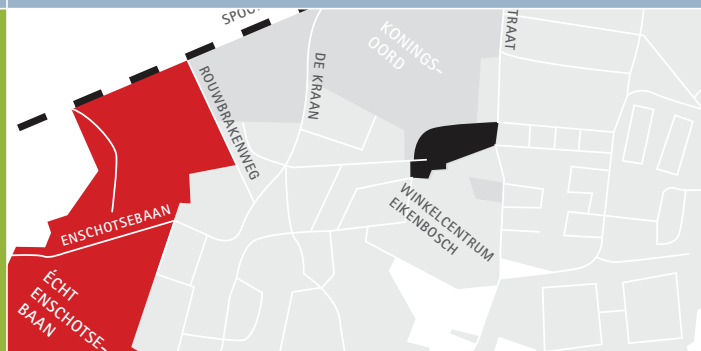 SPOO
KONINGS-
OORD
TRAAT
DE KRAAN
ROUWBRAKENWEG
WINKELCENTRUM
EIKENBOSCH
ENSCHOTSEBAAN
ÉCHT
ENSCHOTSE-
BAAN